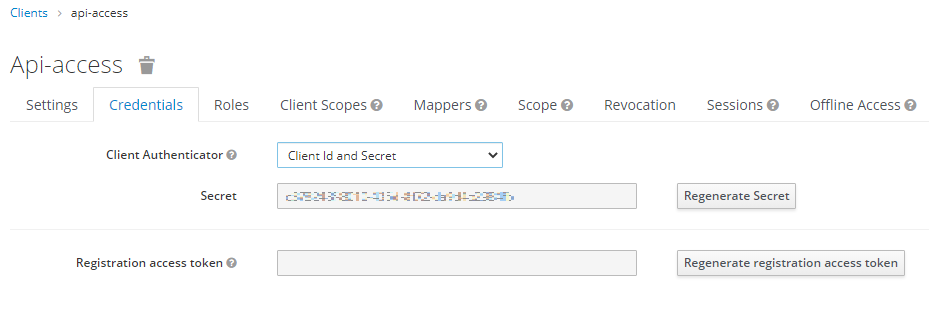 Clients > api-access
Api-access
Settings Credentials Roles Client Scopes Mappers Scope Revocation Sessions Offline Access
Client Authenticator Client Id and Secret
Secret Regenerate Secret
Registration access token Regenerate registration access token